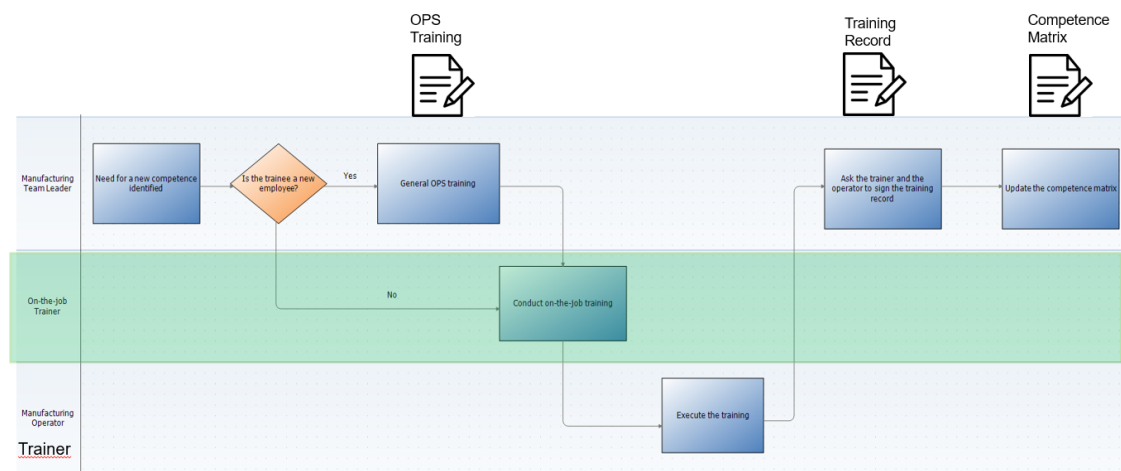 OPS
Training
Training
Record
Competence
Matrix
Manufacturing
Team Leader
Need for a new competence
identified
Is the trainee a new
employee?
Yes
General OPS training
Ask the trainer and the
operator to sign the training
record
Update the competence matrix
On-the-job
Trainer
No
Conduct on-the-job training
Manufacturing
Operator
Execute the training
Trainer